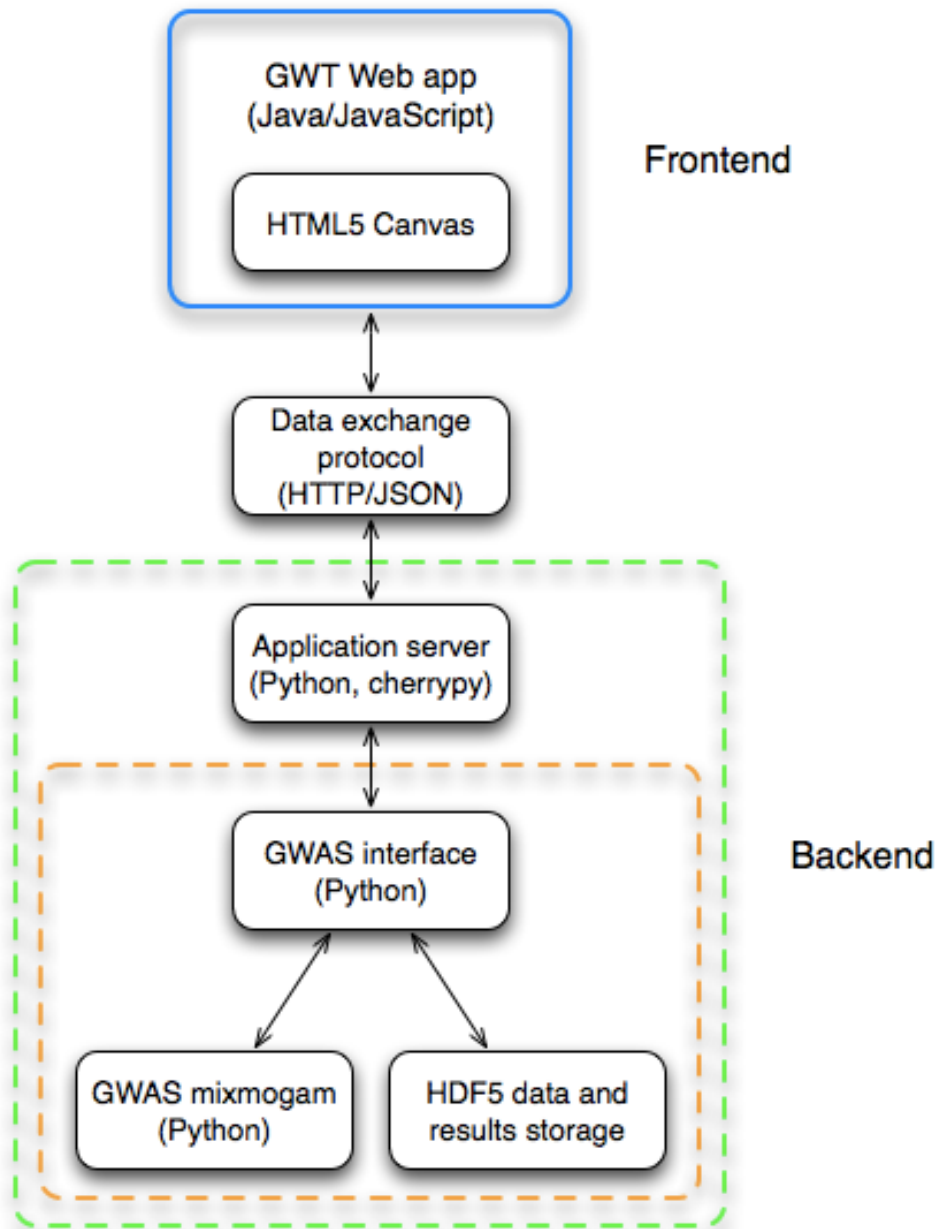 GWT Web app
(Java/JavaScript)
Frontend
HTML5 Canvas
Data exchange
protocol
(HTTP/JSON)
Application server
(Python, cherrypy)
GWAS interface
(Python)
Backend
GWAS mixmogam
(Python)
HDF5 data and
results storage